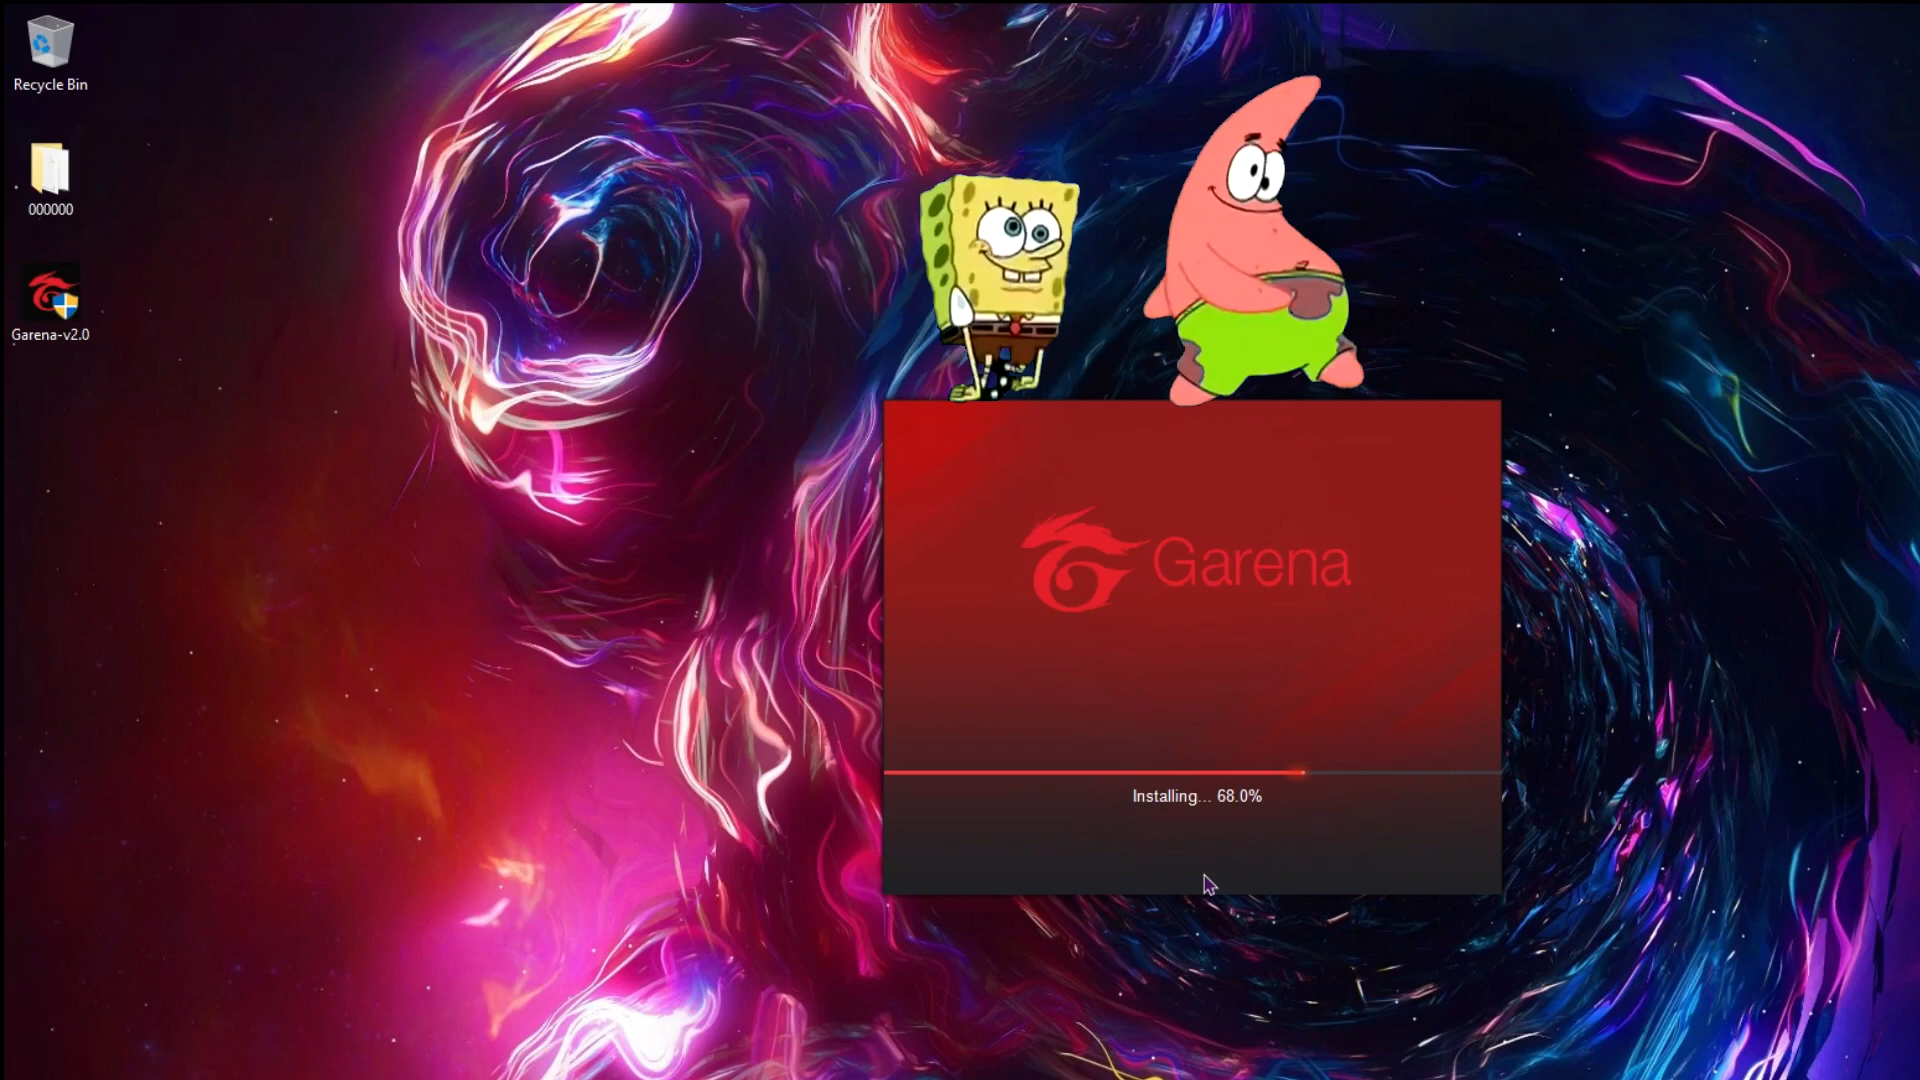 Recycle Bin
000000
Garena-v2.0
Garena
Installing... 68.0%